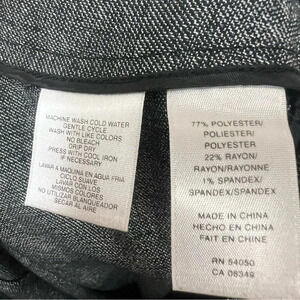 MACHINE WASH COLD WATER
GENTLE CYCLE
WASH WITH LIKE COLORS
NO BLEACH
DRIP DRY
PRESS WITH COOL IRON
IF NECESSARY
LAVAR A MAQUINA EN AGUA FRIA
CICLO SUAVE
LAVAR CON LOS
MISMOS COLORES
NO UTILIZAR BLANQUEADOR
SECAR AL AIRE
77% POLYESTER/
POLIESTER/
POLYESTER
22% RAYON/
RAYON/RAYONNE
1% SPANDEX/
SPANDEX/SPANDEX
MADE IN CHINA
HECHO EN CHINA
FAIT EN CHINE
RN 54050
CA 08349